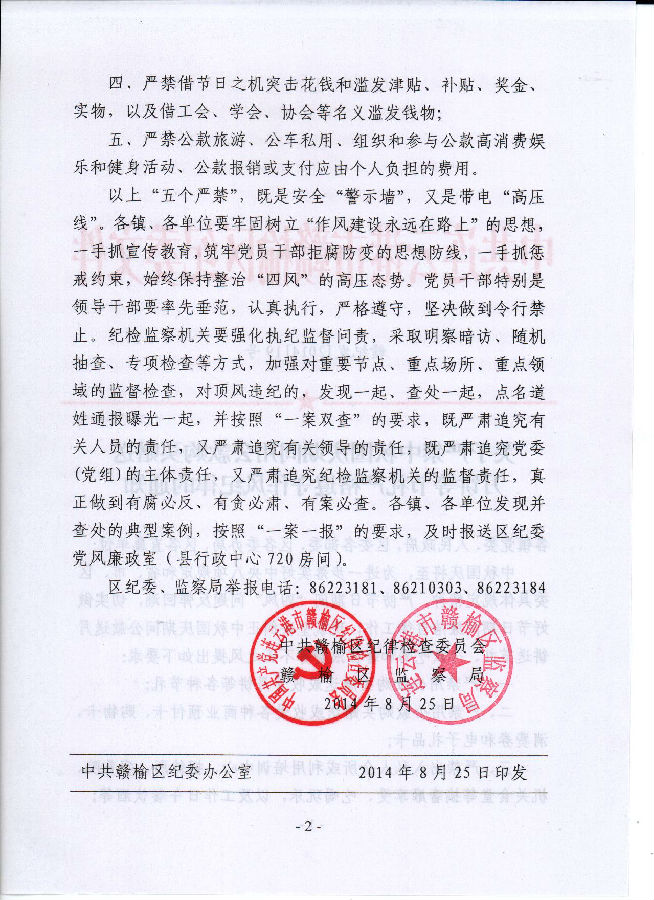 四、严禁借节日之机突击花钱和滥发津贴、补贴、奖金、
实物，以及借工会、学会、协会等名义滥发钱物；
五、严禁公款旅游、公车私用、组织和参与公款高消费娱
乐和健身活动、公款报销或支付应由个人负担的费用。
以上“五个严禁”，既是安全“警示墙”，又是带电“高压
线”。各镇、各单位要牢固树立“作风建设永远在路上”的思想，
一手抓宣传教育，筑牢党员干部拒腐防变的思想防线，一手抓惩
戒约束，始终保持整治“四风”的高压态势。党员干部特别是
领导干部要率先垂范，认真执行，严格遵守，坚决做到令行禁
止。纪检监察机关要强化执纪监督问责，采取明察暗访、随机
抽查、专项检查等方式，加强对重要节点、重点场所、重点领
域的监督检查，对顶风违纪的，发现一起、查处一起，点名道
姓通报曝光一起，并按照“一案双查”的要求，既严肃追究有
关人员的责任，又严肃追究有关领导的责任；既严肃追究党委
(党组)的主体责任，又严肃追究纪检监察机关的监督责任，真
正做到有腐必反、有贪必肃、有案必查。各镇、各单位发现并
查处的典型案例，按照“一案一报”的要求，及时报送区纪委
党风廉政室（县行政中心720房间）。
区纪委、监察局举报电话：86223181、86210303、86223184
中国共产党连云港市赣榆区纪律检查委员会
连云港市赣榆区监察局
中共赣榆区纪律检查委员会
赣榆区监察局
2014年8月25日
中共赣榆区纪委办公室 2014年8月25日印发
- 2 -